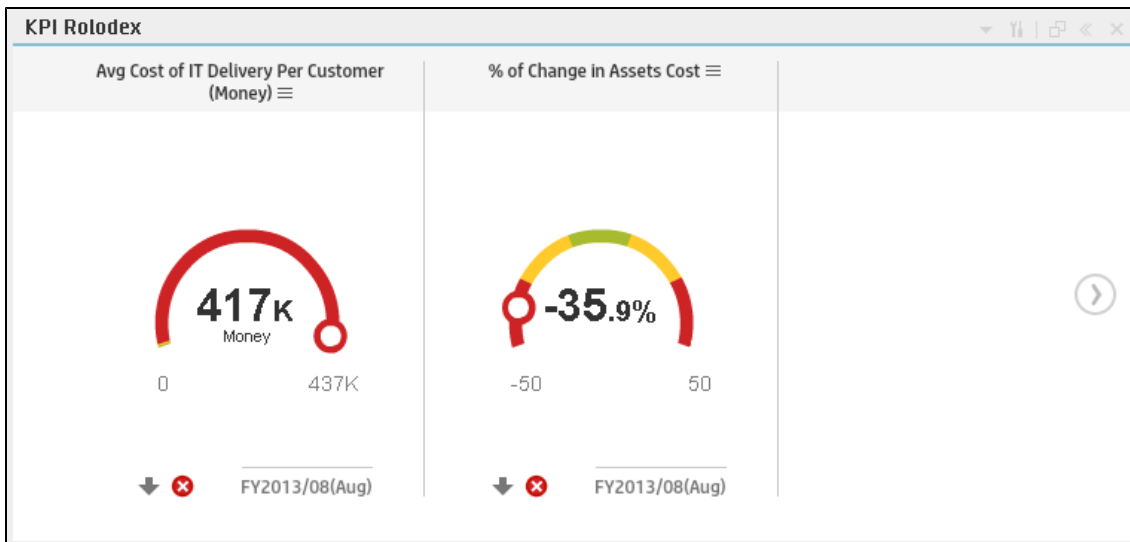 KPI Rolodex
Avg Cost of IT Delivery Per Customer
(Money)
% of Change in Assets Cost
417K
Money
0
437K
-35.9%
-50
50
FY2013/08(Aug)
FY2013/08(Aug)